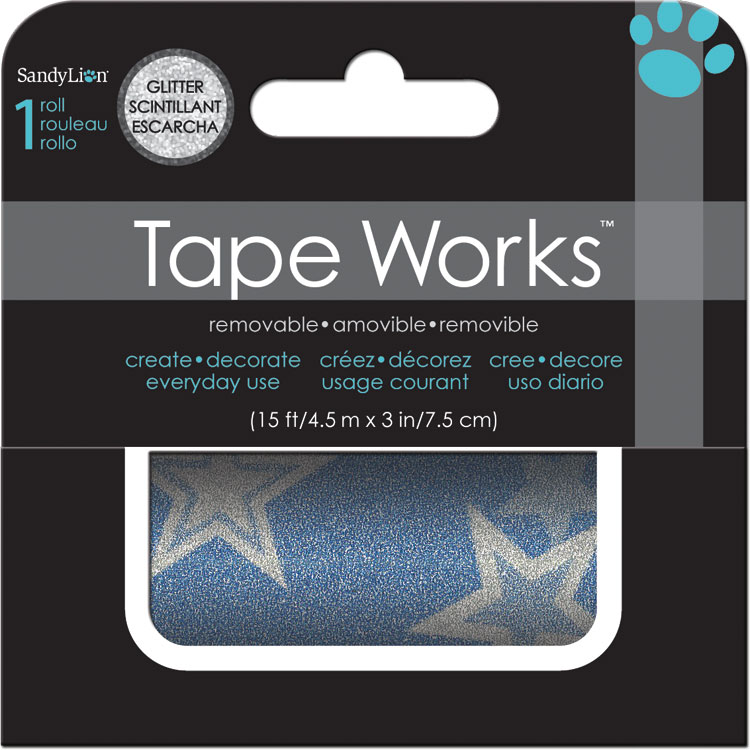 SandyLion
1 roll
rouleau
rollo
GLITTER
SCINTILLANT
ESCARCHA
Tape Works™
removable•amovible•removible
create•decorate
everyday use
créez•décorez
usage courant
cree•decore
uso diario
(15 ft/4.5 m x 3 in/7.5 cm)